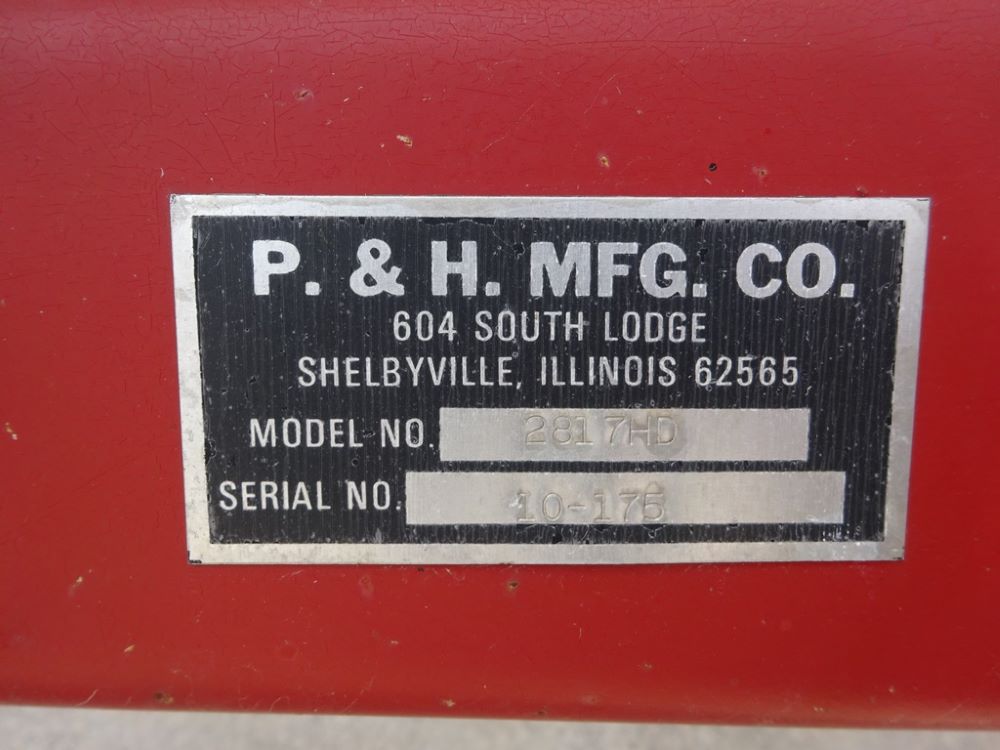 P. & H. MFG. CO.
604 SOUTH LODGE
SHELBYVILLE, ILLINOIS 62565
MODEL NO. 2817HD
SERIAL NO. 10-175